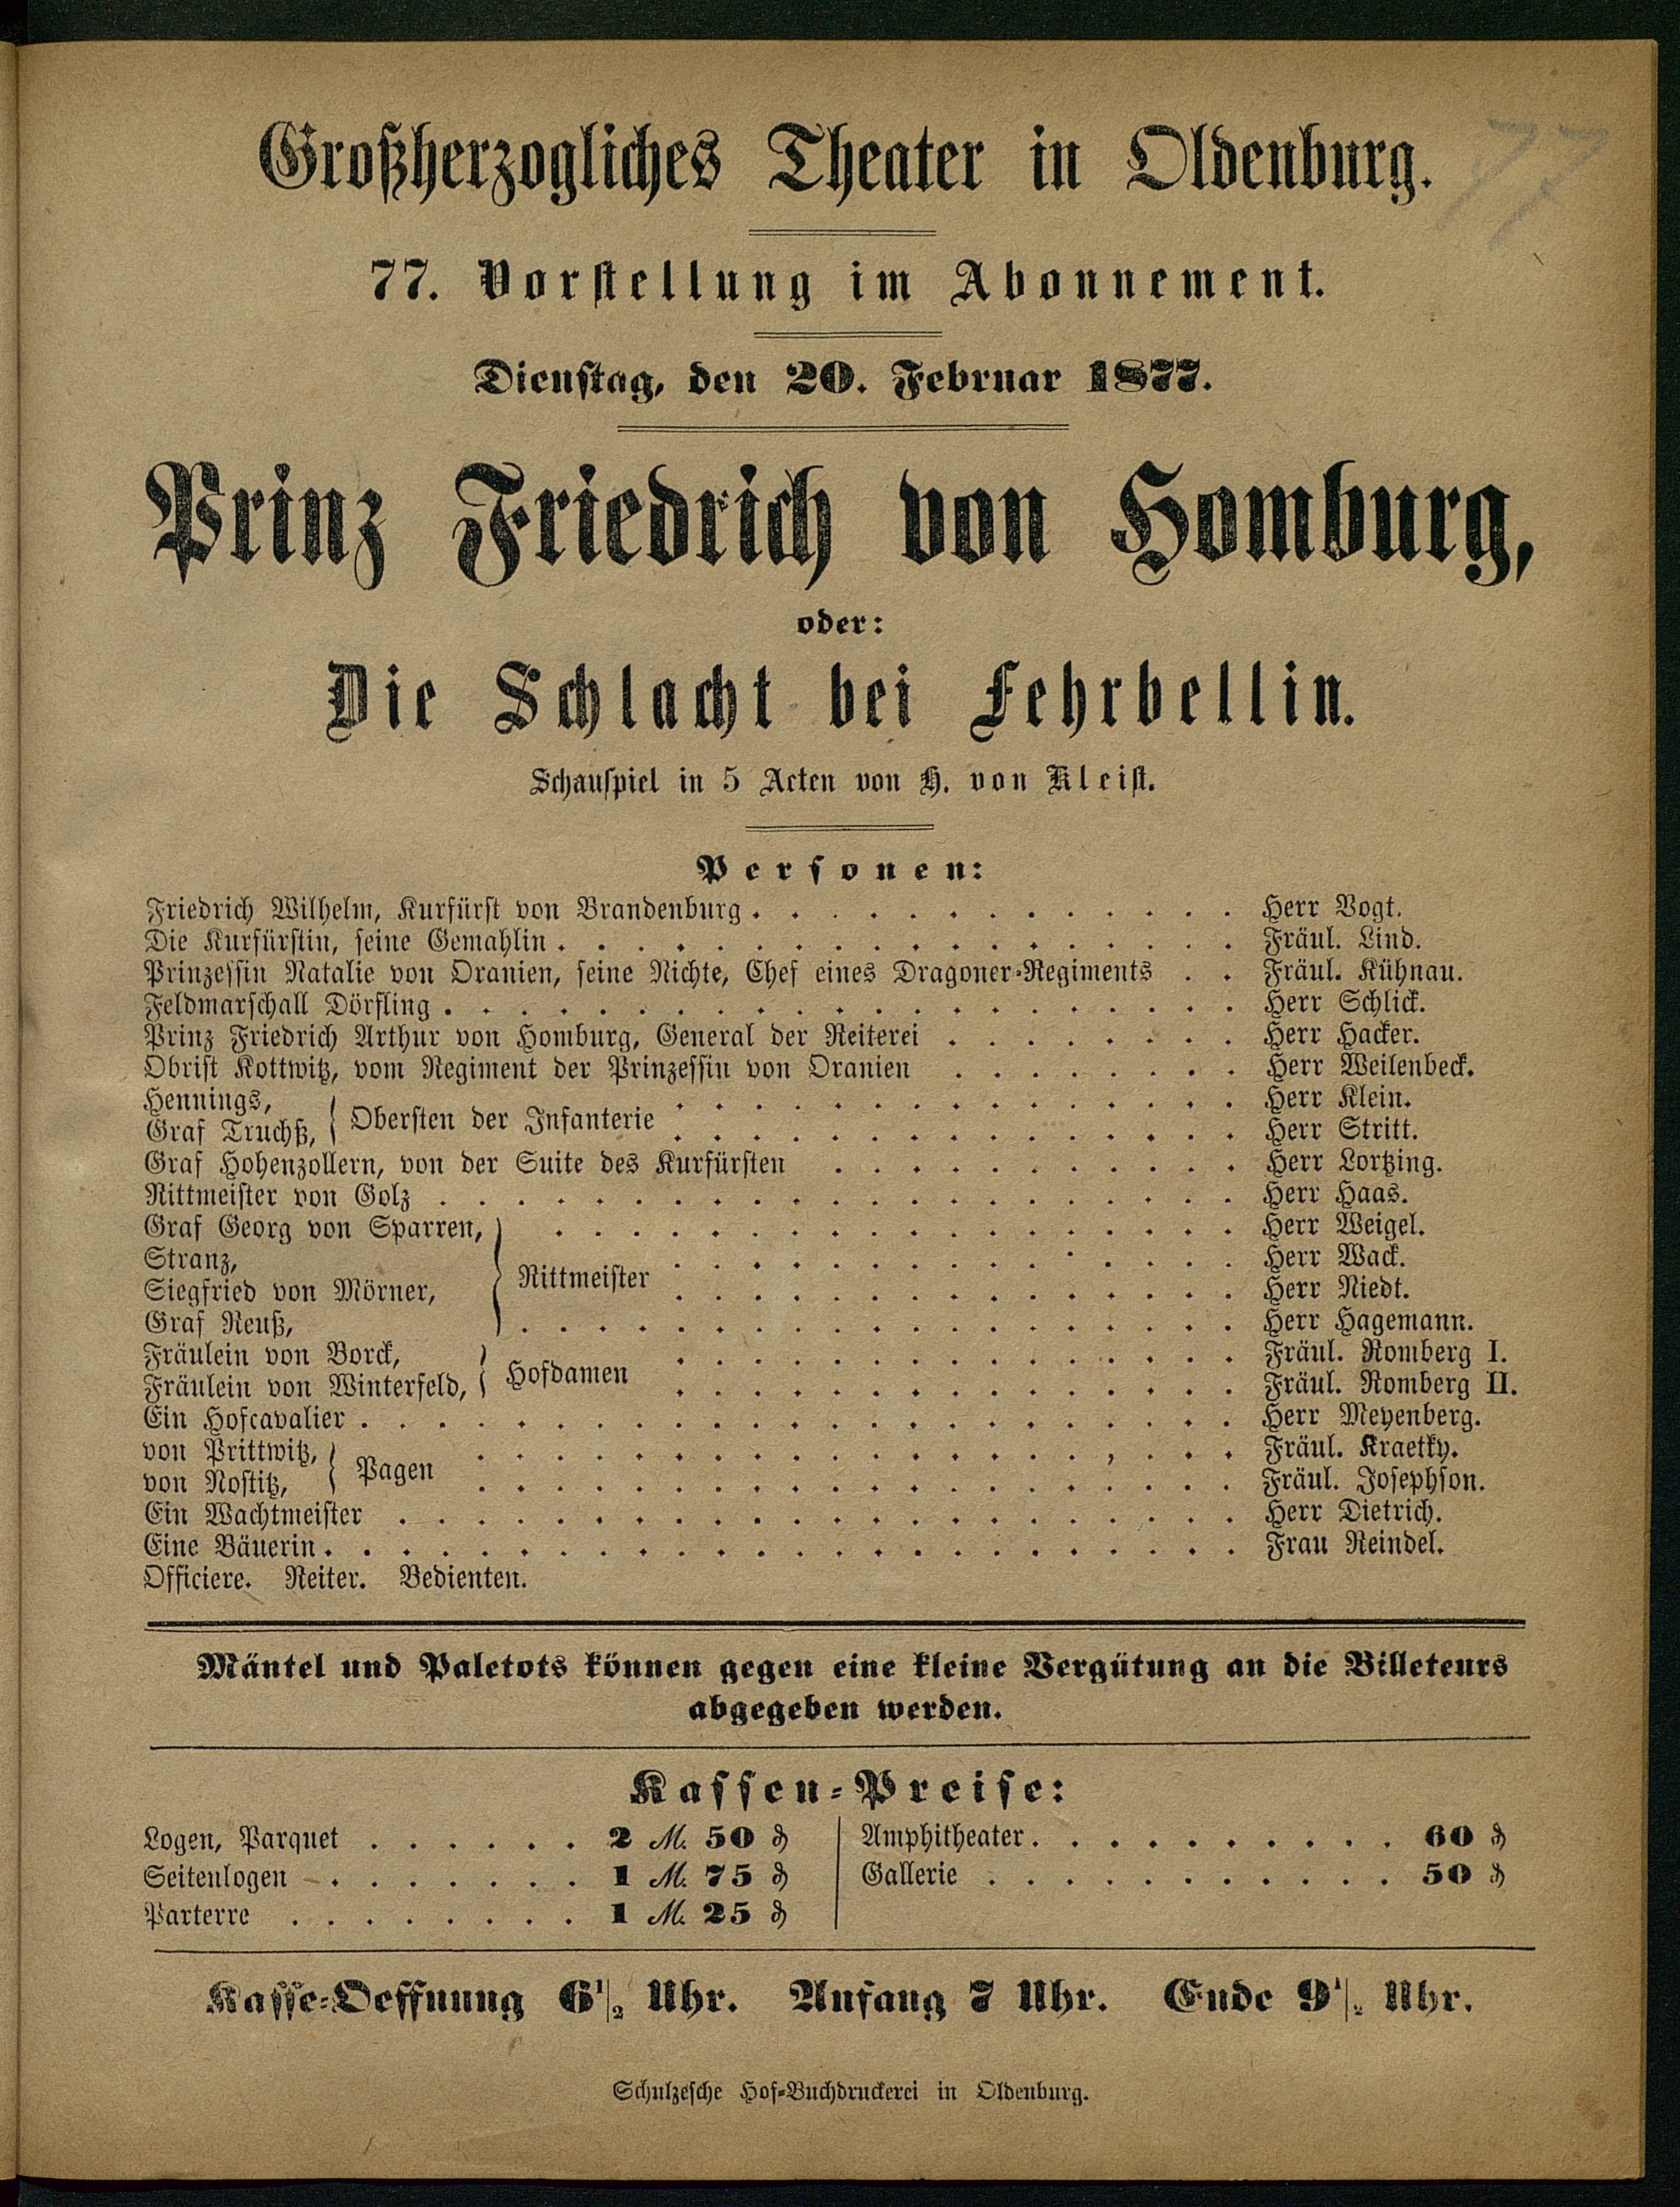 77
Großherzogliches Theater in Oldenburg.
77. Vorstellung im Abonnement.
Dienstag, den 20. Februar 1877.
Prinz Friedrich von Homburg,
oder:
Die Schlacht bei Fehrbellin.
Schauspiel in 5 Acten von H. von Kleist.
Personen:
Friedrich Wilhelm, Kurfürst von Brandenburg . . . . . . . . . . . . . Herr Vogt.
Die Kurfürstin, seine Gemahlin . . . . . . . . . . . . . . . . . . Fräul. Lind.
Prinzessin Natalie von Oranien, seine Nichte, Chef eines Dragoner-Regiments . . Fräul. Kühnau.
Feldmarschall Dörfling . . . . . . . . . . . . . . . . . . . . . Herr Schlick.
Prinz Friedrich Arthur von Homburg, General der Reiterei . . . . . . . . Herr Hacker.
Obrist Kottwitz, vom Regiment der Prinzessin von Oranien . . . . . . . . Herr Weilenbeck.
Hennings, . . . . . . . . . . . . . . . Herr Klein.
Obersten der Infanterie
Graf Truchß, . . . . . . . . . . . . . . . Herr Stritt.
Graf Hohenzollern, von der Suite des Kurfürsten . . . . . . . . . . . Herr Lortzing.
Rittmeister von Golz . . . . . . . . . . . . . . . . . . . . . Herr Haas.
Graf Georg von Sparren, . . . . . . . . . . . . . . . . . . Herr Weigel.
Stranz, . . . . . . . . . . . . . . . Herr Wack.
Rittmeister
Siegfried von Mörner, . . . . . . . . . . . . . . . Herr Niedt.
Graf Reuß, . . . . . . . . . . . . . . . . . . . Herr Hagemann.
Fräulein von Borck, . . . . . . . . . . . . . . . Fräul. Romberg I.
Hofdamen
Fräulein von Winterfeld, . . . . . . . . . . . . . . . Fräul. Romberg II.
Ein Hofcavalier . . . . . . . . . . . . . . . . . . . . . . . Herr Meyenberg.
von Prittwitz, . . . . . . . . . . . . . . . . . . . . Fräul. Kraetky.
Pagen
von Nostitz, . . . . . . . . . . . . . . . . . . . . Fräul. Josephson.
Ein Wachtmeister . . . . . . . . . . . . . . . . . . . . . . Herr Dietrich.
Eine Bäuerin . . . . . . . . . . . . . . . . . . . . . . . . Frau Reindel.
Officiere. Reiter. Bedienten.
Mäntel und Paletots können gegen eine kleine Vergütung an die Billeteurs
abgegeben werden.
Kassen-Preise:
Logen, Parquet . . . . . . 2 M. 50 ₰
Seitenlogen . . . . . . . 1 M. 75 ₰
Parterre . . . . . . . . 1 M. 25 ₰
Amphitheater . . . . . . . . . . 60 ₰
Gallerie . . . . . . . . . . . 50 ₰
Kasse-Oeffnung 6 1/2 Uhr. Anfang 7 Uhr. Ende 9 1/2 Uhr.
Schulzesche Hof-Buchdruckerei in Oldenburg.